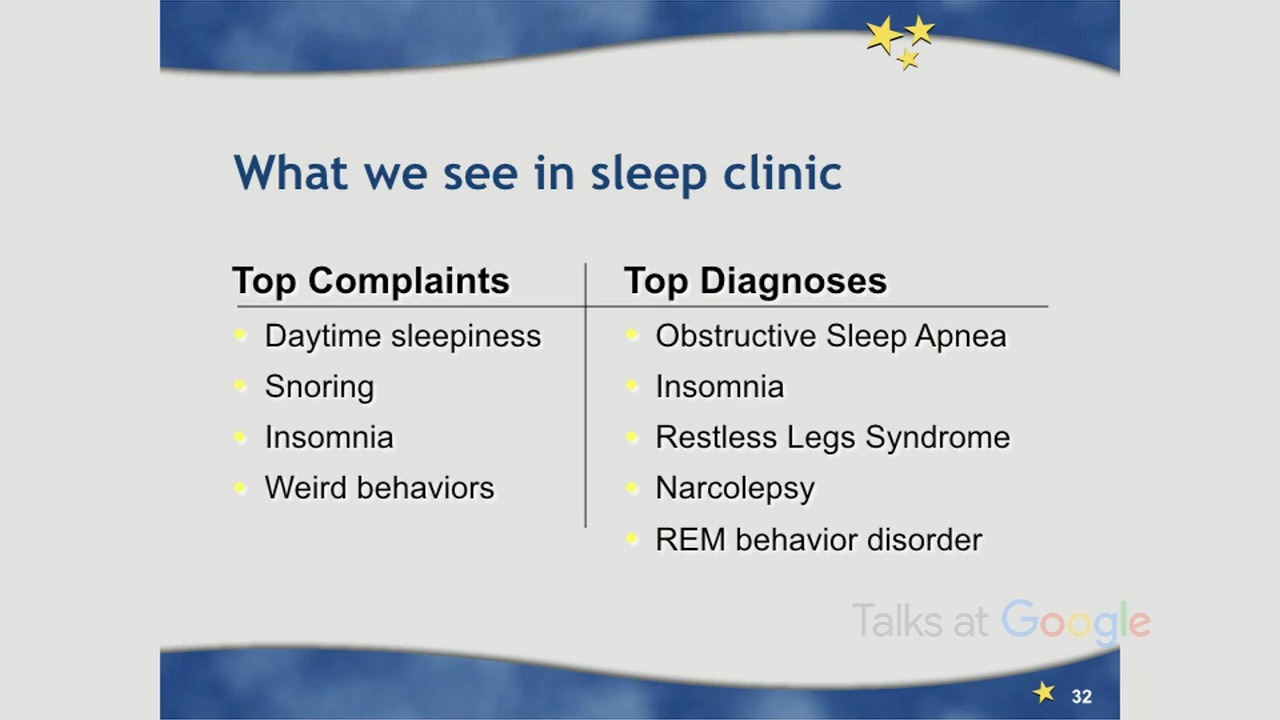 What we see in sleep clinic
Top Complaints
Daytime sleepiness
Snoring
Insomnia
Weird behaviors
Top Diagnoses
Obstructive Sleep Apnea
Insomnia
Restless Legs Syndrome
Narcolepsy
REM behavior disorder
Talks at Google
32